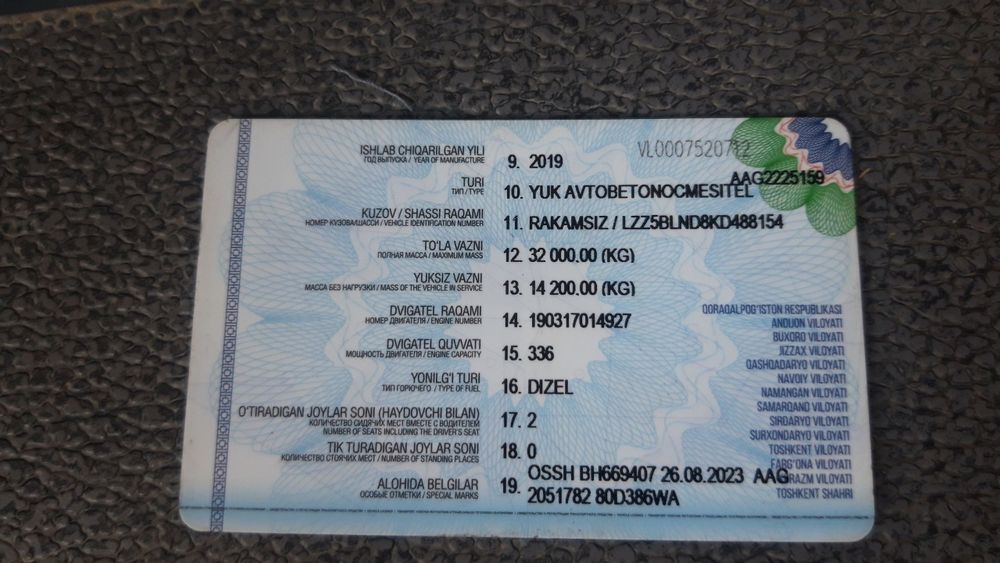 VL0007520712
AAG2225159
ISHLAB CHIQARILGAN YILI
ГОД ВЫПУСКА / YEAR OF MANUFACTURE
9. 2019
TURI
ТИП / TYPE
10. YUK AVTOBETONOCMESITEL
KUZOV / SHASSI RAQAMI
НОМЕР КУЗОВА/ШАССИ / VEHICLE IDENTIFICATION NUMBER
11. RAKAMSIZ / LZZ5BLND8KD488154
TO'LA VAZNI
ПОЛНАЯ МАССА / MAXIMUM MASS
12. 32 000.00 (KG)
YUKSIZ VAZNI
МАССА БЕЗ НАГРУЗКИ / MASS OF THE VEHICLE IN SERVICE
13. 14 200.00 (KG)
DVIGATEL RAQAMI
НОМЕР ДВИГАТЕЛЯ / ENGINE NUMBER
14. 190317014927
DVIGATEL QUVVATI
МОЩНОСТЬ ДВИГАТЕЛЯ / ENGINE CAPACITY
15. 336
YONILG'I TURI
ТИП ГОРЮЧЕГО / TYPE OF FUEL
16. DIZEL
O'TIRADIGAN JOYLAR SONI (HAYDOVCHI BILAN)
КОЛИЧЕСТВО СИДЯЧИХ МЕСТ ВМЕСТЕ С ВОДИТЕЛЕМ
NUMBER OF SEATS INCLUDING THE DRIVER'S SEAT
17. 2
TIK TURADIGAN JOYLAR SONI
КОЛИЧЕСТВО СТОЯЧИХ МЕСТ / NUMBER OF STANDING PLACES
18. 0
ALOHIDA BELGILAR
ОСОБЫЕ ОТМЕТКИ / SPECIAL MARKS
19. OSSH BH669407 26.08.2023 AAG
2051782 80D386WA
QORAQALPOG'ISTON RESPUBLIKASI
ANDIJON VILOYATI
BUXORO VILOYATI
JIZZAX VILOYATI
QASHQADARYO VILOYATI
NAVOIY VILOYATI
NAMANGAN VILOYATI
SAMARQAND VILOYATI
SIRDARYO VILOYATI
SURXONDARYO VILOYATI
TOSHKENT VILOYATI
FARG'ONA VILOYATI
VILOYATI
TOSHKENT SHAHRI